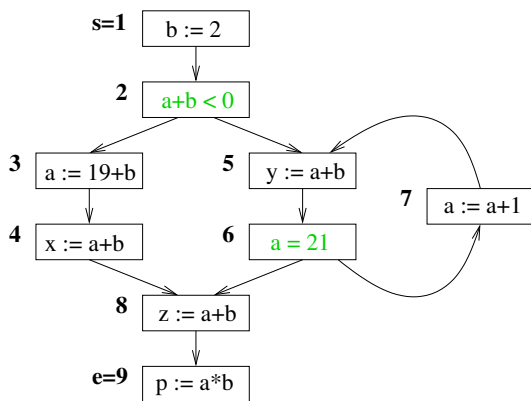 s=1 b := 2
2 a+b < 0
3 a := 19+b
5 y := a+b
7 a := a+1
4 x := a+b
6 a = 21
8 z := a+b
e=9 p := a*b